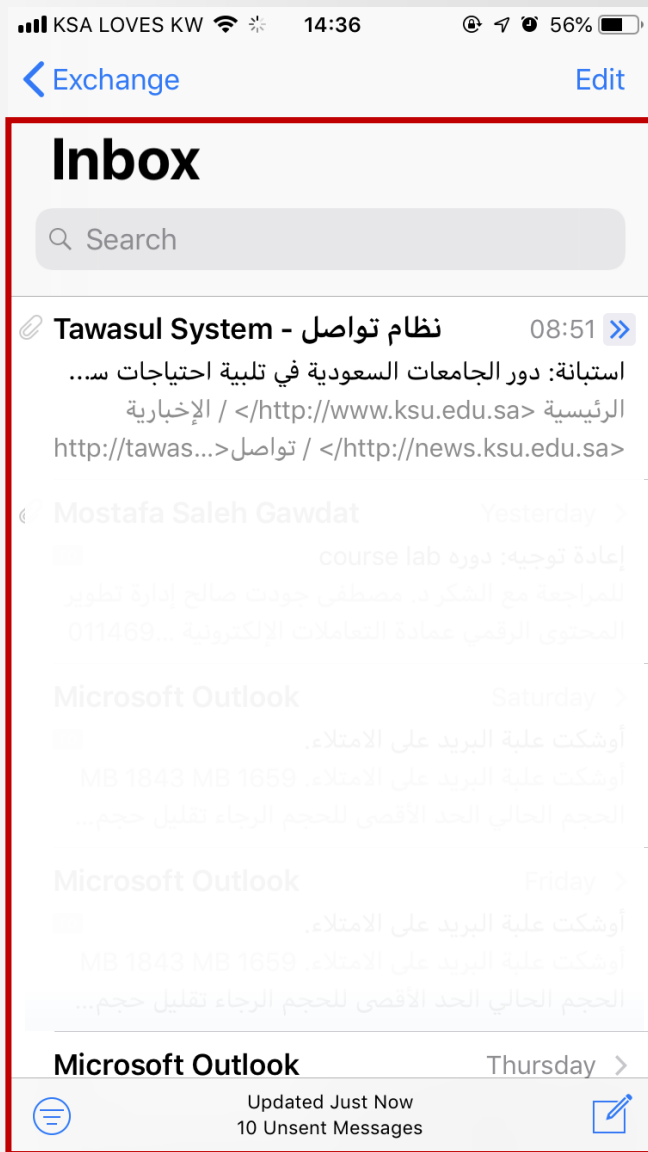 KSA LOVES KW 14:36 56%
Exchange Edit
Inbox
Search
Tawasul System - نظام تواصل 08:51
استبانة: دور الجامعات السعودية في تلبية احتياجات س...
الرئيسية <http://www.ksu.edu.sa/> / الإخبارية
<http://news.ksu.edu.sa/> / تواصل<http://tawas...
Mostafa Saleh Gawdat Yesterday
إعادة توجيه: دوره course lab
للمراجعة مع الشكر د. مصطفى جودت صالح إدارة تطوير
المحتوى الرقمي عمادة التعاملات الإلكترونية ...011469
Microsoft Outlook Saturday
أوشكت علبة البريد على الامتلاء.
أوشكت علبة البريد على الامتلاء. 1659 MB 1843 MB
الحجم الحالي الحد الأقصى للحجم الرجاء تقليل حجم...
Microsoft Outlook Friday
أوشكت علبة البريد على الامتلاء.
أوشكت علبة البريد على الامتلاء. 1659 MB 1843 MB
الحجم الحالي الحد الأقصى للحجم الرجاء تقليل حجم...
Microsoft Outlook Thursday
Updated Just Now
10 Unsent Messages